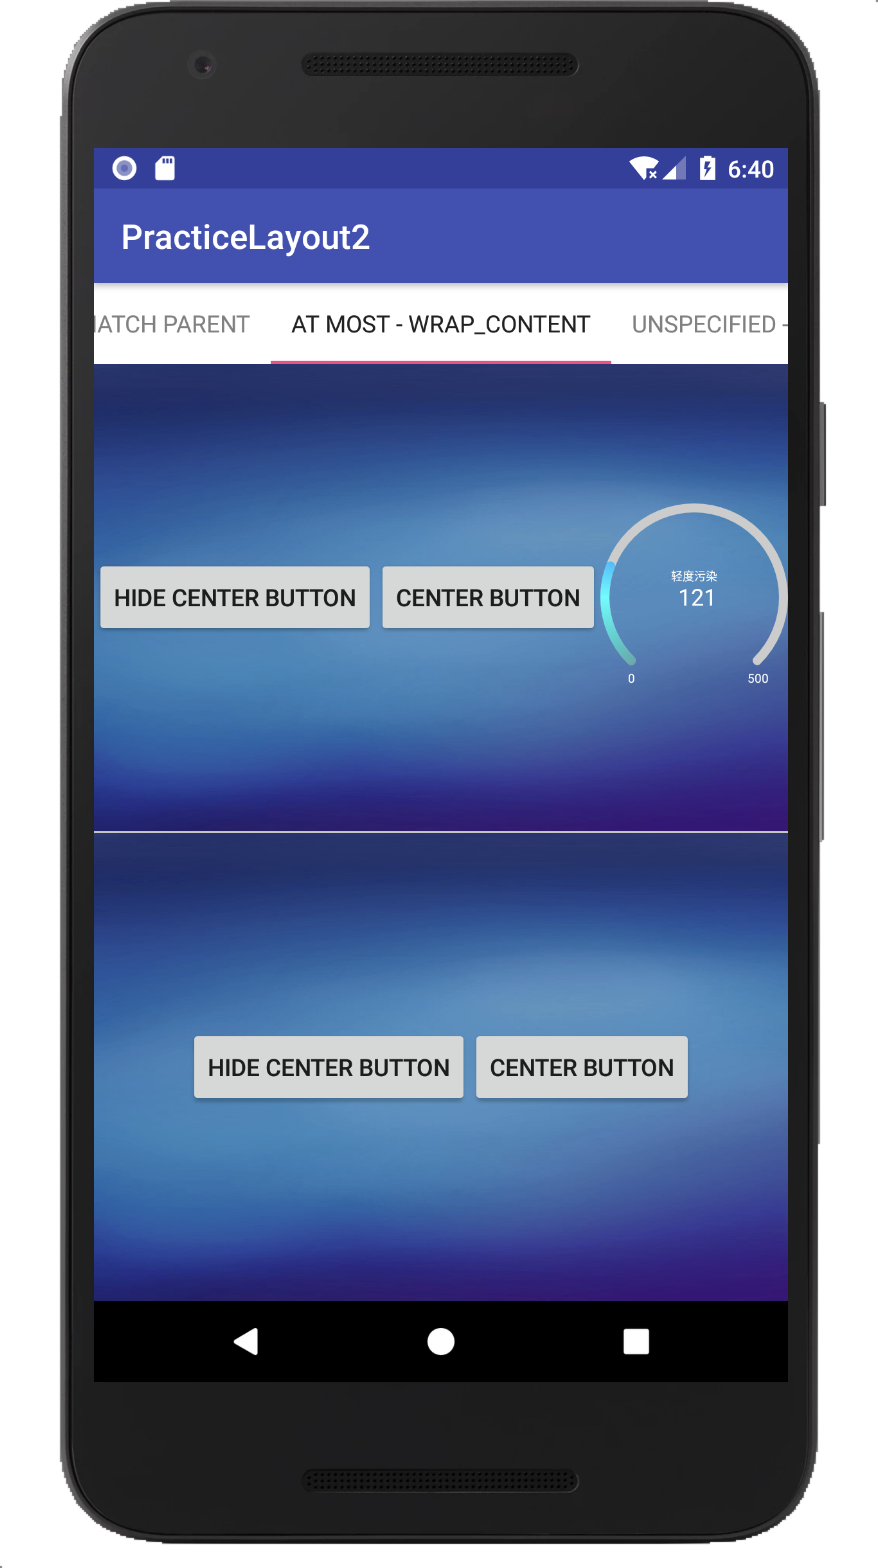 6:40
PracticeLayout2
MATCH PARENT
AT MOST - WRAP_CONTENT
UNSPECIFIED -
HIDE CENTER BUTTON
CENTER BUTTON
轻度污染
121
0
500
HIDE CENTER BUTTON
CENTER BUTTON